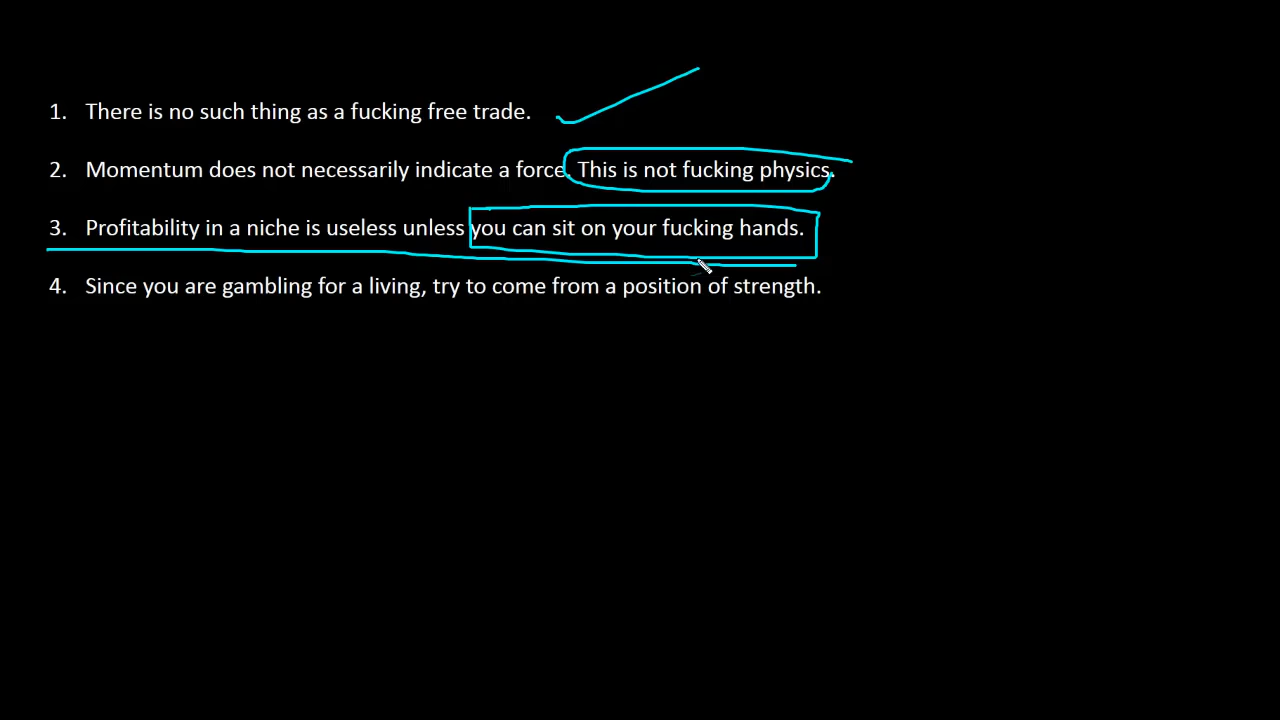 1. There is no such thing as a fucking free trade.
2. Momentum does not necessarily indicate a force. This is not fucking physics.
3. Profitability in a niche is useless unless you can sit on your fucking hands.
4. Since you are gambling for a living, try to come from a position of strength.